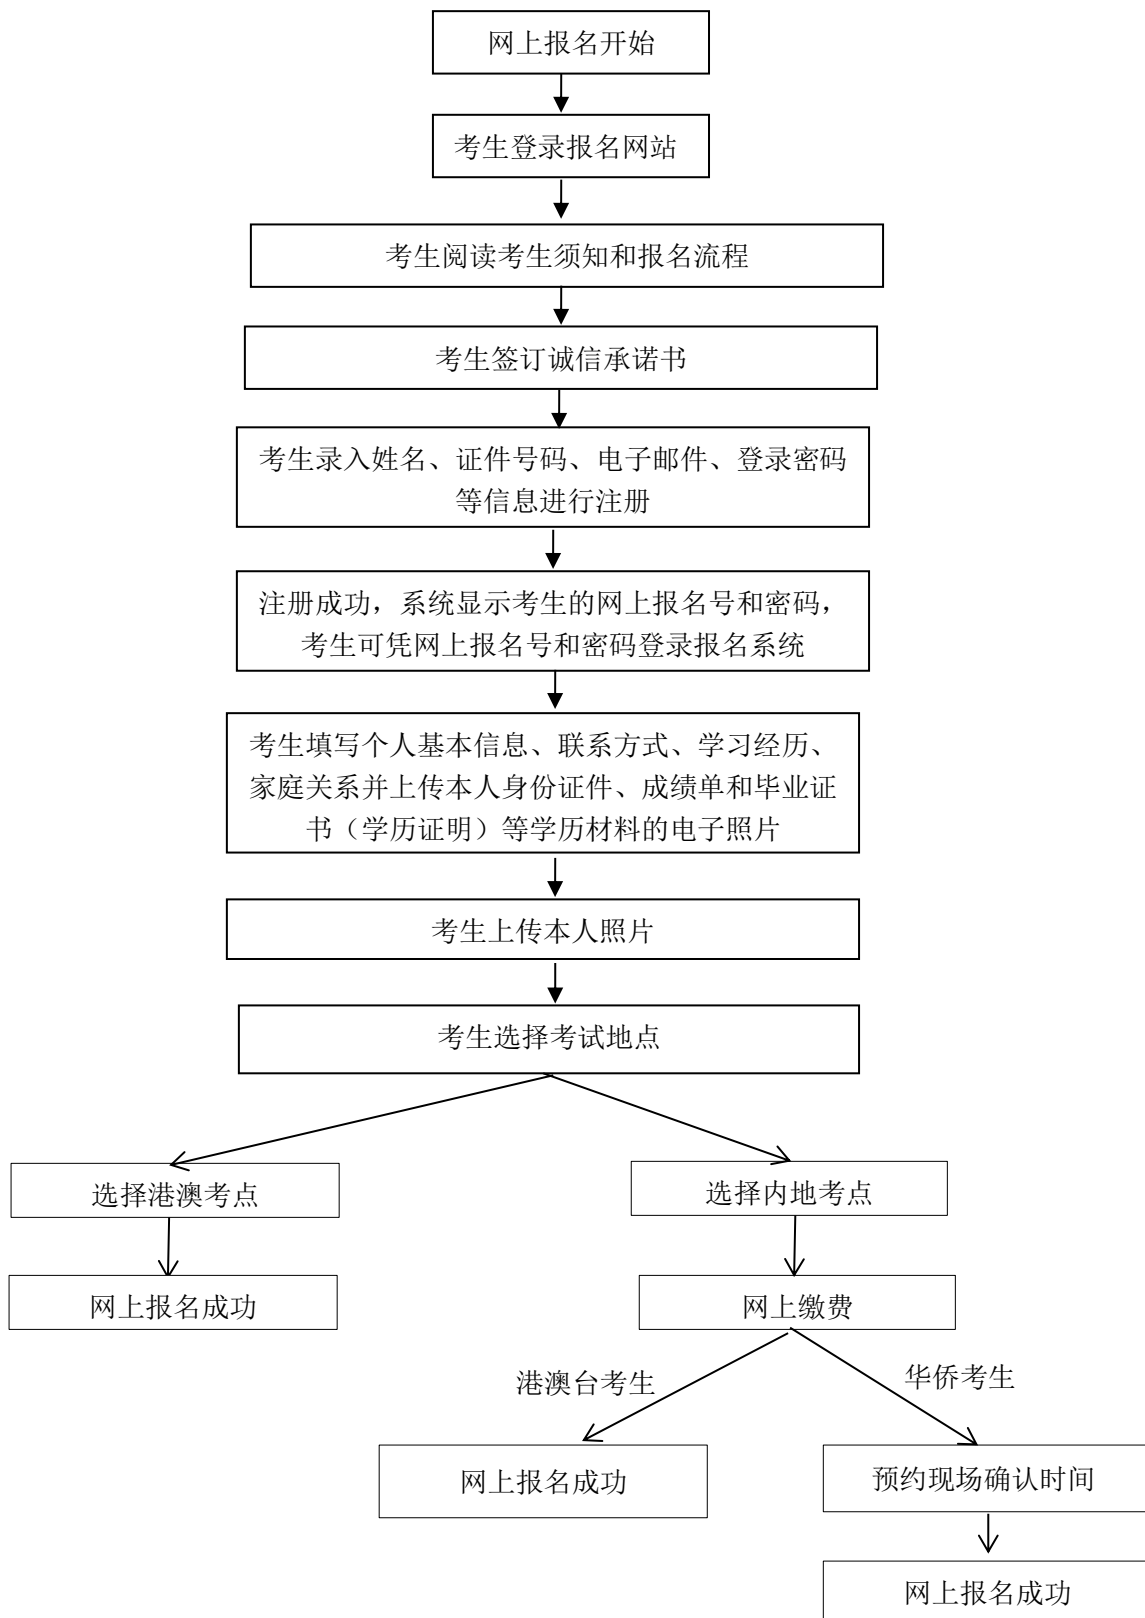 网上报名开始
考生登录报名网站
考生阅读考生须知和报名流程
考生签订诚信承诺书
考生录入姓名、证件号码、电子邮件、登录密码
等信息进行注册
注册成功，系统显示考生的网上报名号和密码，
考生可凭网上报名号和密码登录报名系统
考生填写个人基本信息、联系方式、学习经历、
家庭关系并上传本人身份证件、成绩单和毕业证
书（学历证明）等学历材料的电子照片
考生上传本人照片
考生选择考试地点
选择港澳考点
选择内地考点
网上报名成功
网上缴费
港澳台考生
华侨考生
网上报名成功
预约现场确认时间
网上报名成功